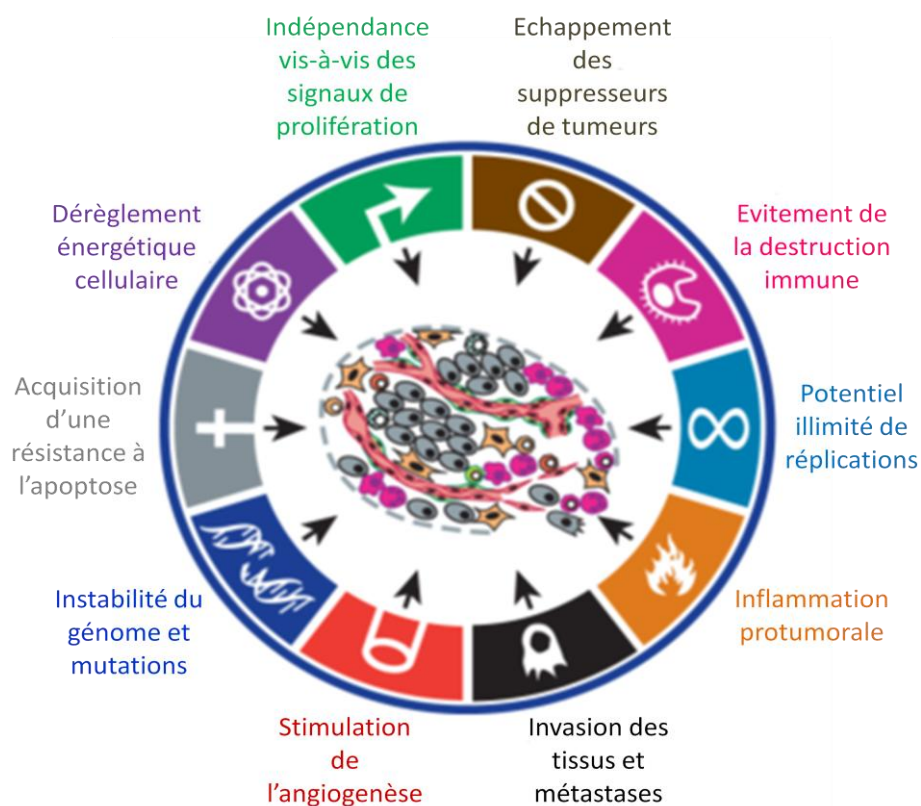 Indépendance
vis-à-vis des
signaux de
prolifération
Echappement
des
suppresseurs
de tumeurs
Dérèglement
énergétique
cellulaire
Evitement de
la destruction
immune
Acquisition
d'une
résistance à
l'apoptose
Potentiel
illimité de
réplications
Instabilité du
génome et
mutations
Inflammation
protumorale
Stimulation
de
l'angiogenèse
Invasion des
tissus et
métastases